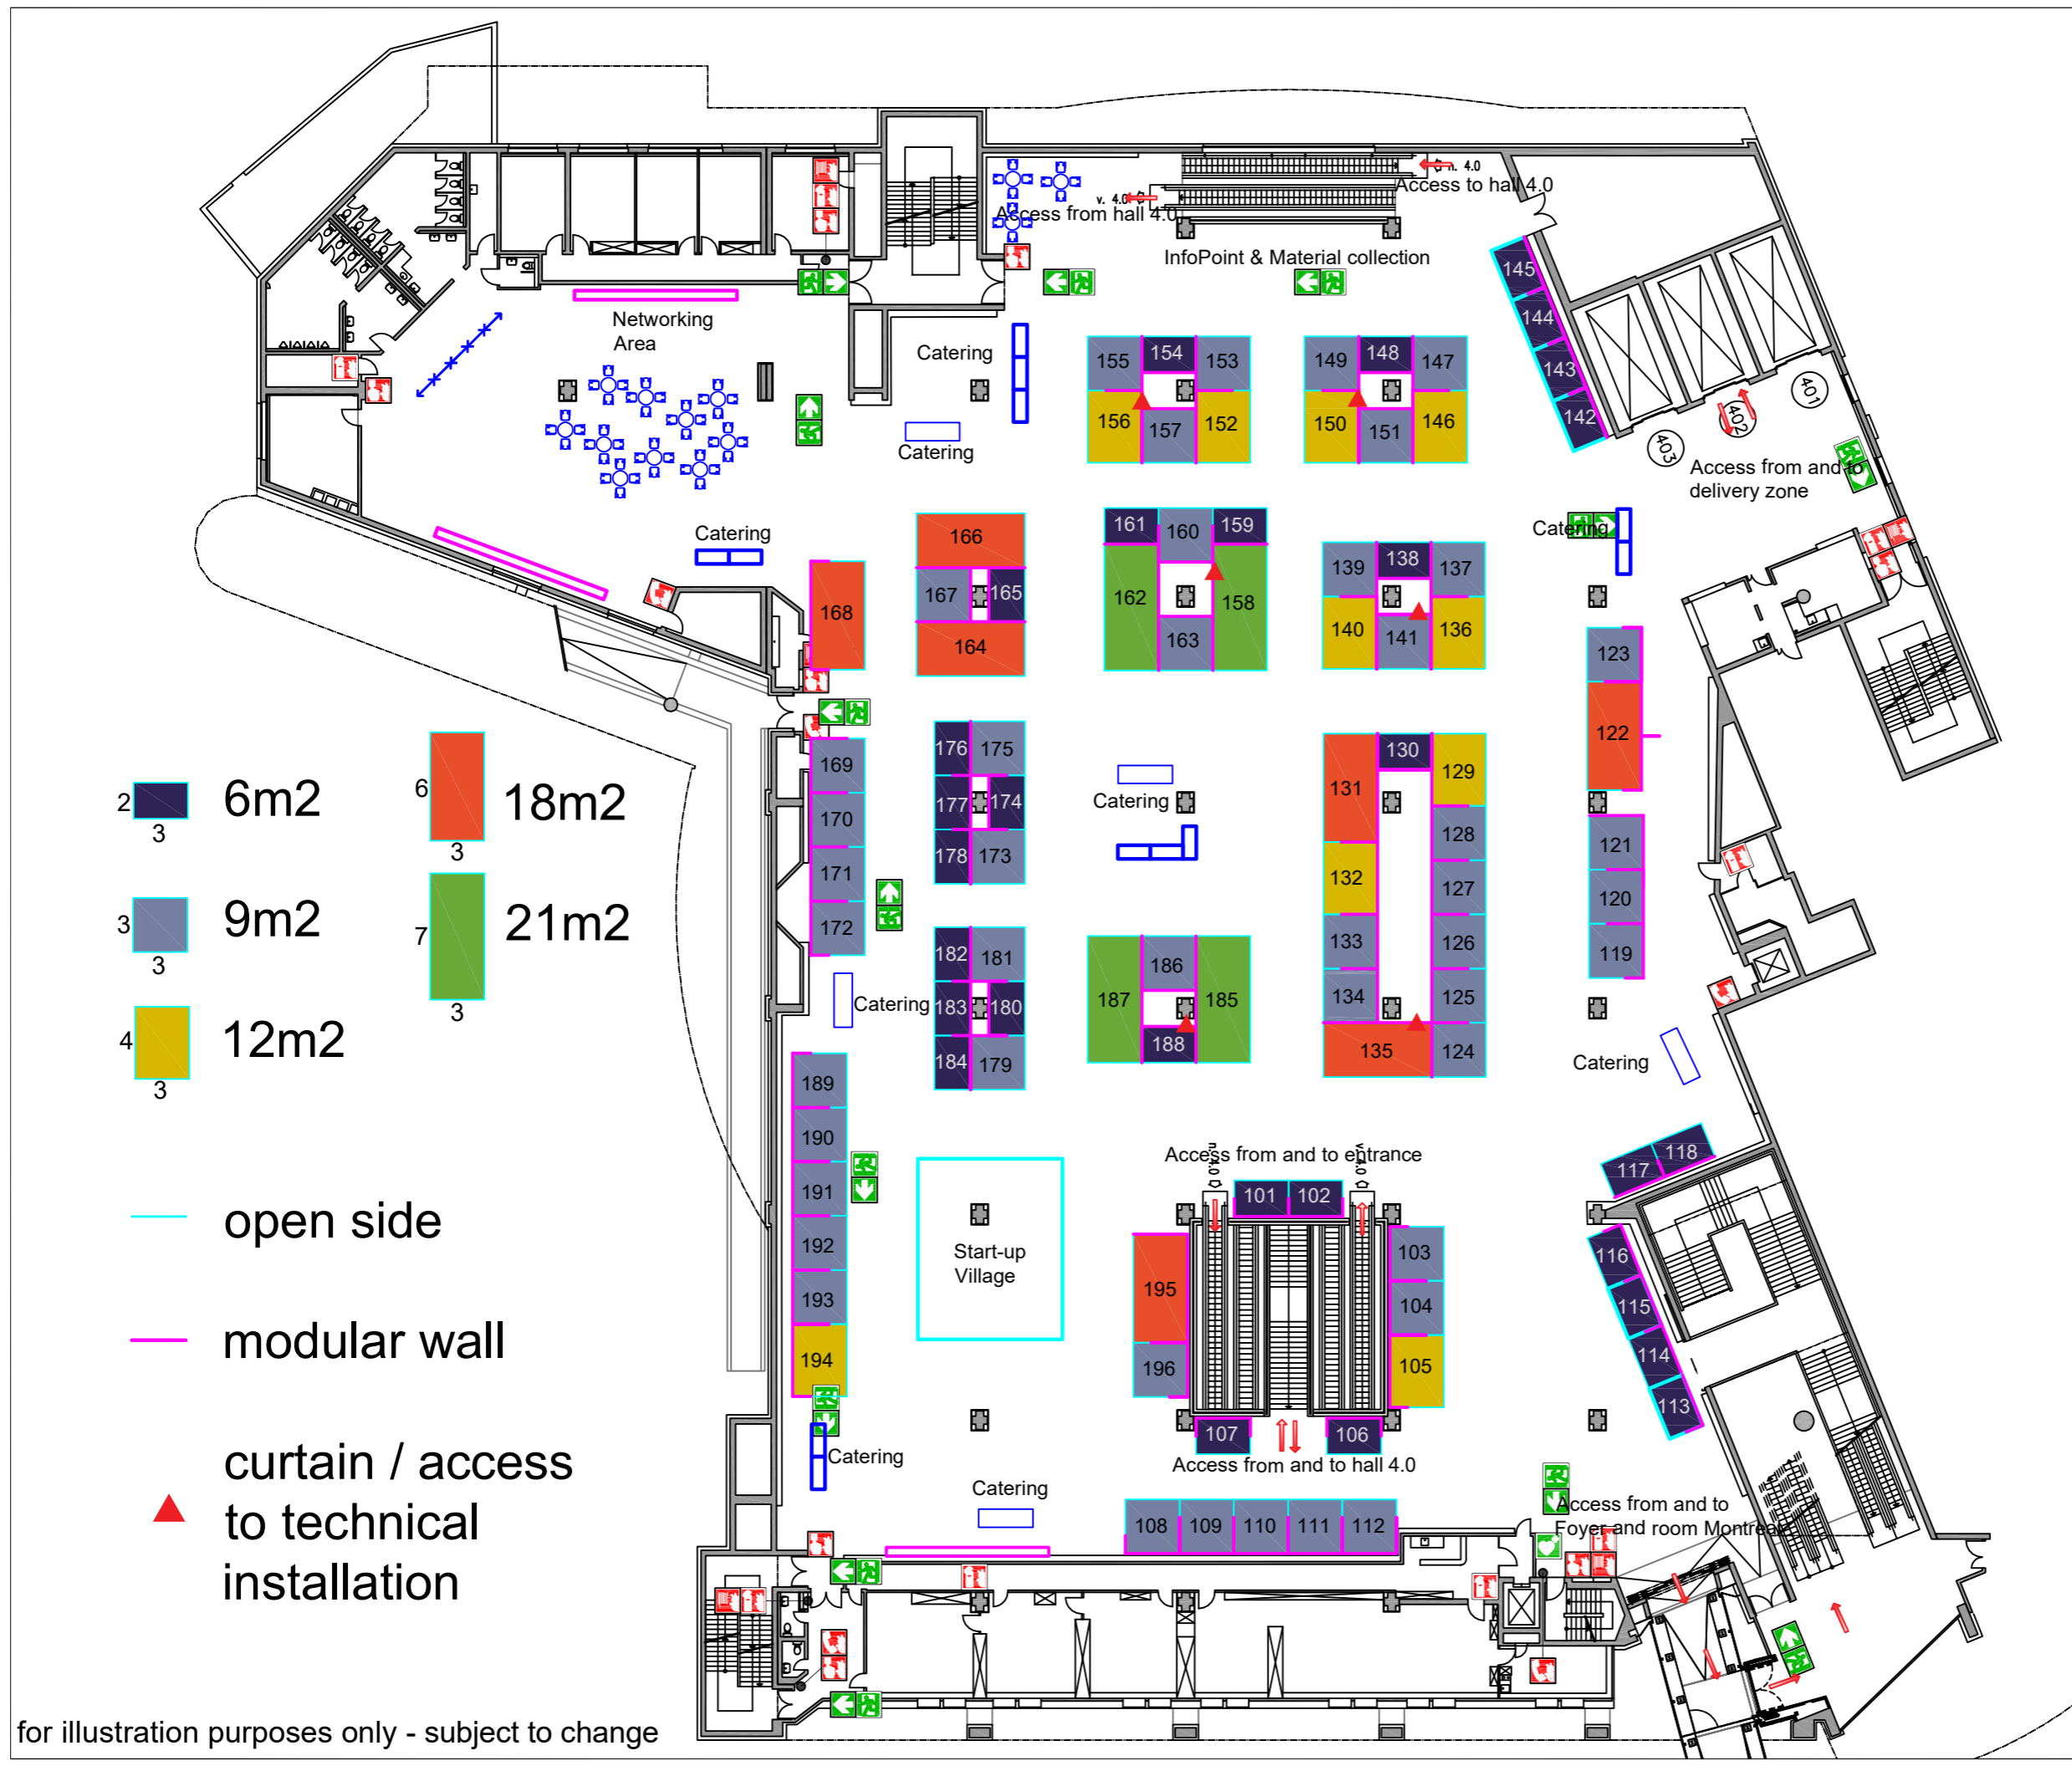 n. 4.0
Access to hall 4.0
v. 4.0
Access from hall 4.0
InfoPoint & Material collection
145
144
143
142
Networking
Area
Catering
Catering
155
154
153
156
157
152
149
148
147
150
151
146
401
402
403
Access from and to
delivery zone
Catering
Catering
166
167
165
164
168
161
160
159
162
158
163
139
138
137
140
141
136
123
122
2
3
6m2
6
3
18m2
3
3
9m2
7
3
21m2
4
3
12m2
169
170
171
172
176
175
177
174
178
173
Catering
131
130
129
132
128
127
133
126
134
125
135
124
121
120
119
182
181
183
180
184
179
Catering
187
186
185
188
Catering
189
190
191
192
193
194
Start-up
Village
Access from and to entrance
n. 4.0
v. 4.0
101
102
195
196
103
104
105
107
106
Access from and to hall 4.0
118
117
116
115
114
113
open side
modular wall
curtain / access
to technical
installation
Catering
Catering
108
109
110
111
112
Access from and to
Foyer and room Montreal
for illustration purposes only - subject to change